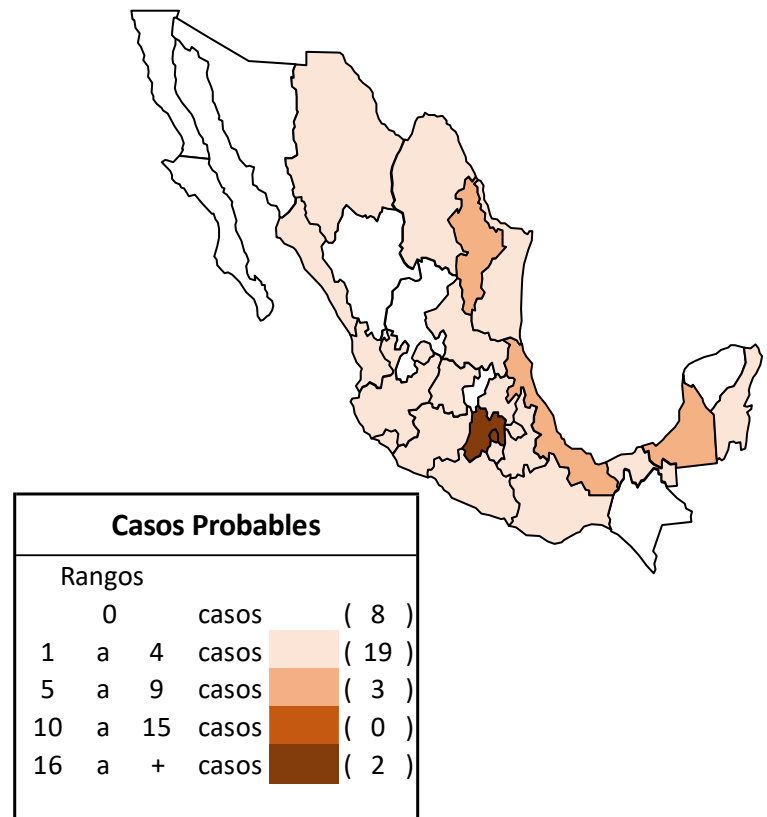 Casos Probables
Rangos
0 casos ( 8 )
1 a 4 casos ( 19 )
5 a 9 casos ( 3 )
10 a 15 casos ( 0 )
16 a + casos ( 2 )